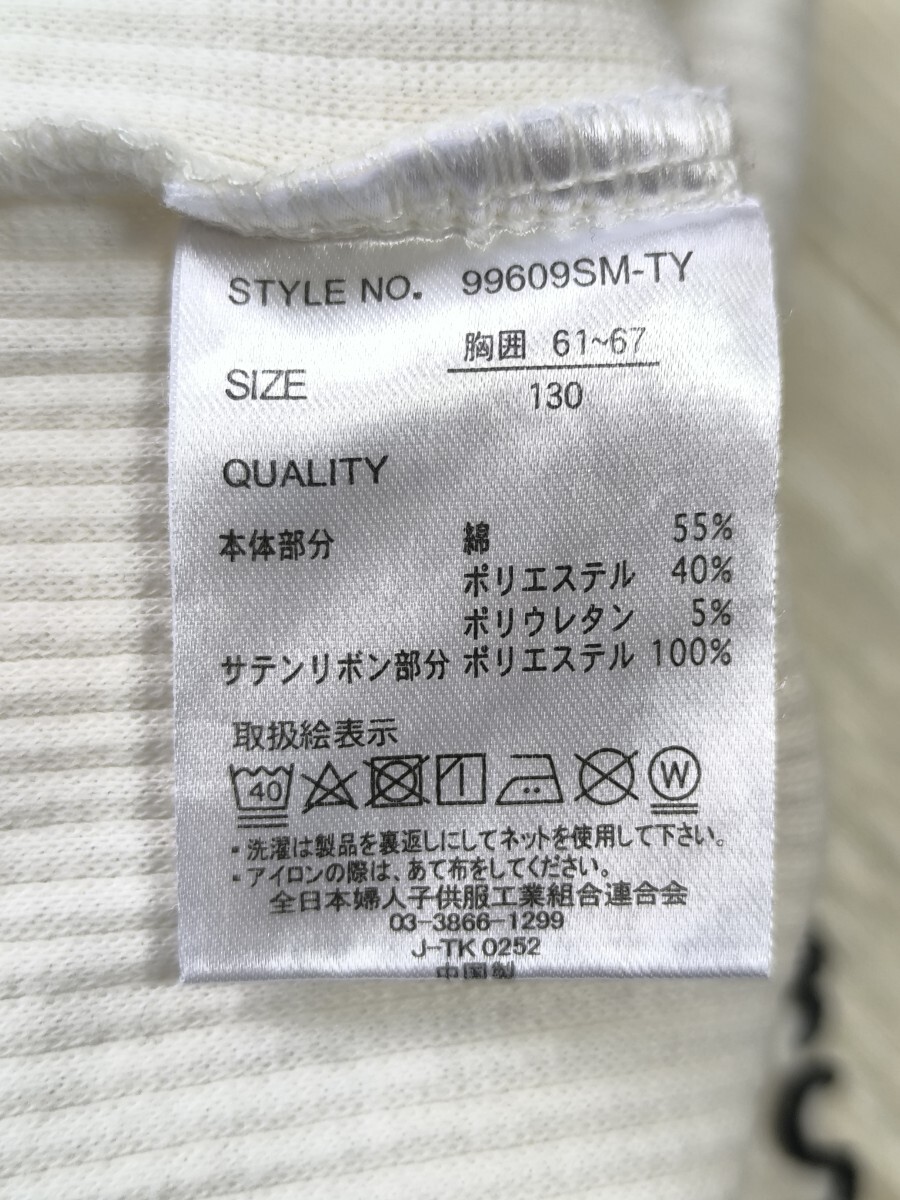 STYLE NO. 99609SM-TY
SIZE 胸囲 61~67
130
QUALITY
本体部分 綿 55%
ポリエステル 40%
ポリウレタン 5%
サテンリボン部分 ポリエステル 100%
取扱絵表示
40 W
・洗濯は製品を裏返しにしてネットを使用して下さい。
・アイロンの際は、あて布をしてください。
全日本婦人子供服工業組合連合会
03-3866-1299
J-TK 0252
中国製